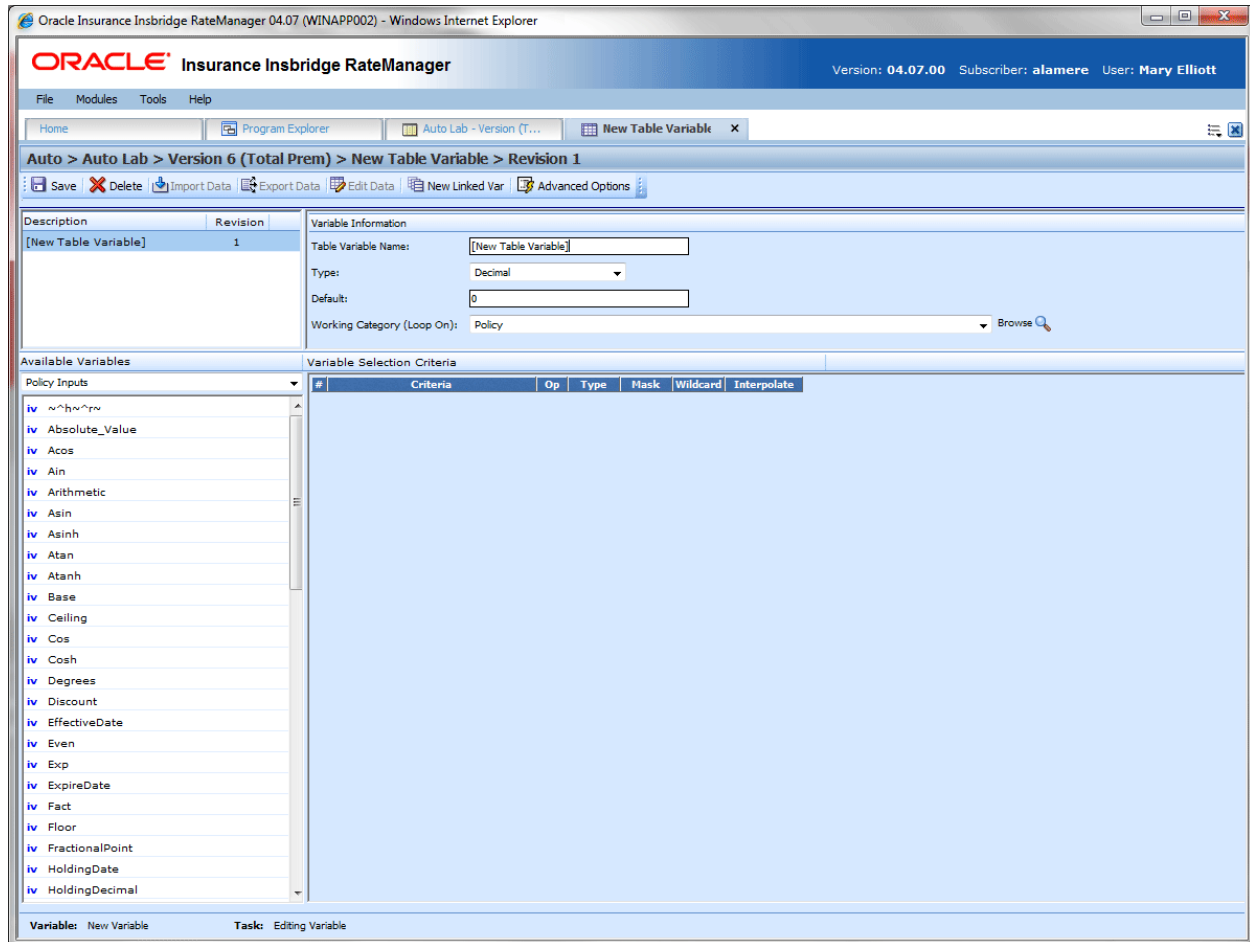 Oracle Insurance Insbridge RateManager 04.07 (WINAPP002) - Windows Internet Explorer
ORACLE Insurance Insbridge RateManager
Version: 04.07.00 Subscriber: alamere User: Mary Elliott
File Modules Tools Help
Home Program Explorer Auto Lab - Version (T... New Table Variable x
Auto > Auto Lab > Version 6 (Total Prem) > New Table Variable > Revision 1
Save Delete Import Data Export Data Edit Data New Linked Var Advanced Options
Description Revision
[New Table Variable] 1
Variable Information
Table Variable Name: [New Table Variable]
Type: Decimal
Default: 0
Working Category (Loop On): Policy Browse
Available Variables
Policy Inputs
iv ~^h~^r~
iv Absolute_Value
iv Acos
iv Ain
iv Arithmetic
iv Asin
iv Asinh
iv Atan
iv Atanh
iv Base
iv Ceiling
iv Cos
iv Cosh
iv Degrees
iv Discount
iv EffectiveDate
iv Even
iv Exp
iv ExpireDate
iv Fact
iv Floor
iv FractionalPoint
iv HoldingDate
iv HoldingDecimal
Variable Selection Criteria
# Criteria Op Type Mask Wildcard Interpolate
Variable: New Variable Task: Editing Variable